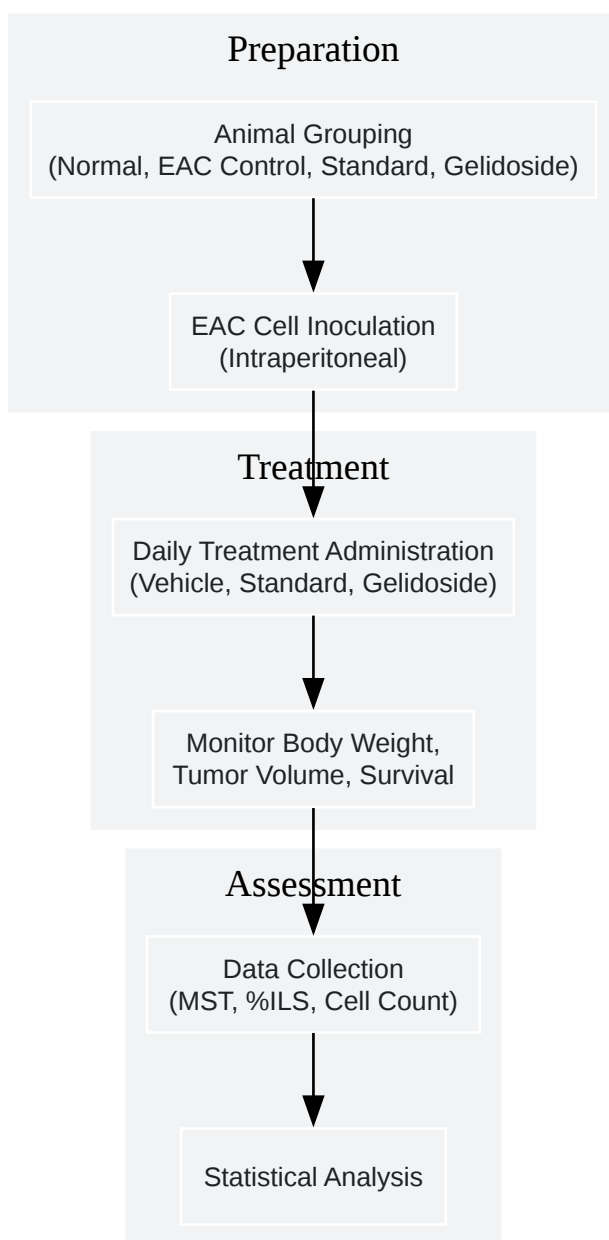 Preparation
Animal Grouping
(Normal, EAC Control, Standard, Gelidoside)
EAC Cell Inoculation
(Intraperitoneal)
Treatment
Daily Treatment Administration
(Vehicle, Standard, Gelidoside)
Monitor Body Weight,
Tumor Volume, Survival
Assessment
Data Collection
(MST, %ILS, Cell Count)
Statistical Analysis